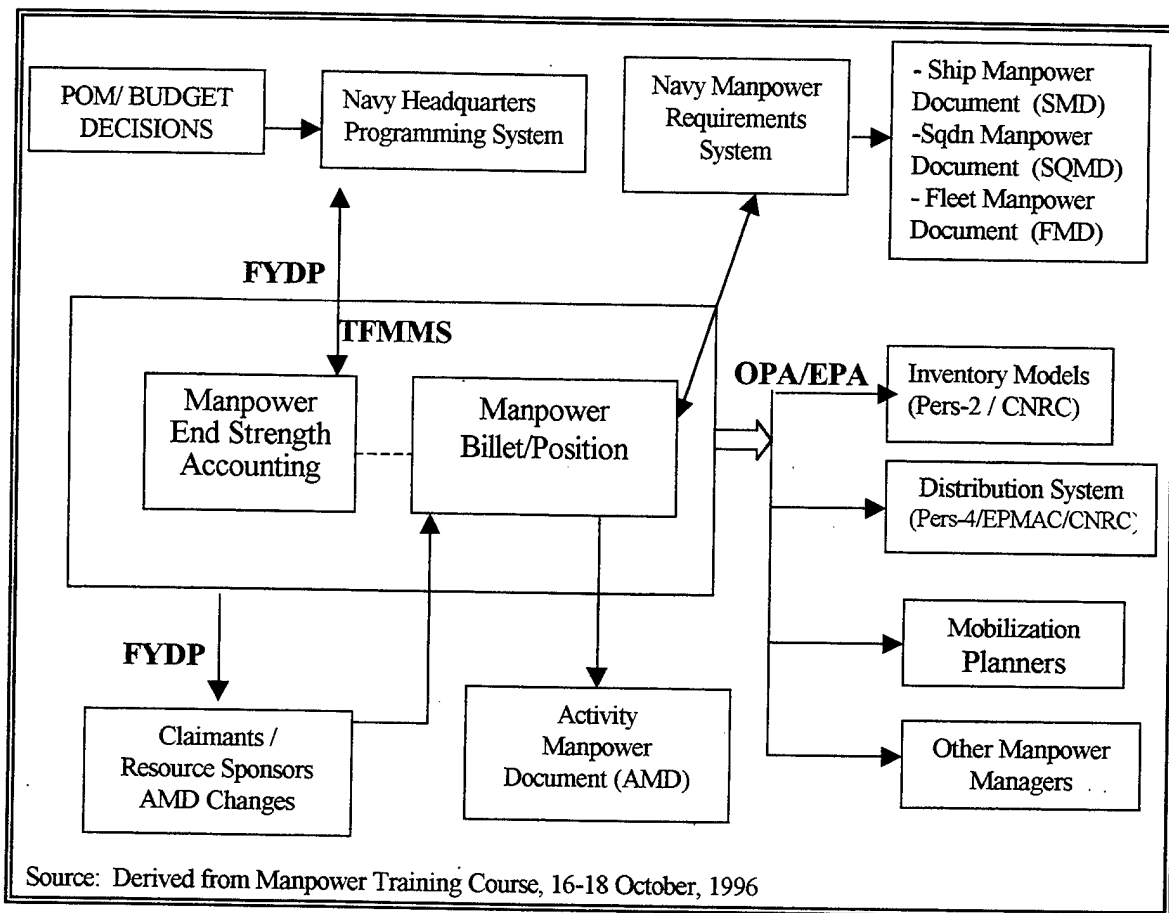 POM/ BUDGET
DECISIONS
Navy Headquarters
Programming System
Navy Manpower
Requirements
System
- Ship Manpower
Document (SMD)
-Sqdn Manpower
Document (SQMD)
- Fleet Manpower
Document (FMD)
FYDP
TFMMS
Manpower
End Strength
Accounting
Manpower
Billet/Position
OPA/EPA
Inventory Models
(Pers-2 / CNRC)
Distribution System
(Pers-4/EPMAC/CNRC)
Mobilization
Planners
Other Manpower
Managers
FYDP
Claimants /
Resource Sponsors
AMD Changes
Activity
Manpower
Document (AMD)
Source: Derived from Manpower Training Course, 16-18 October, 1996